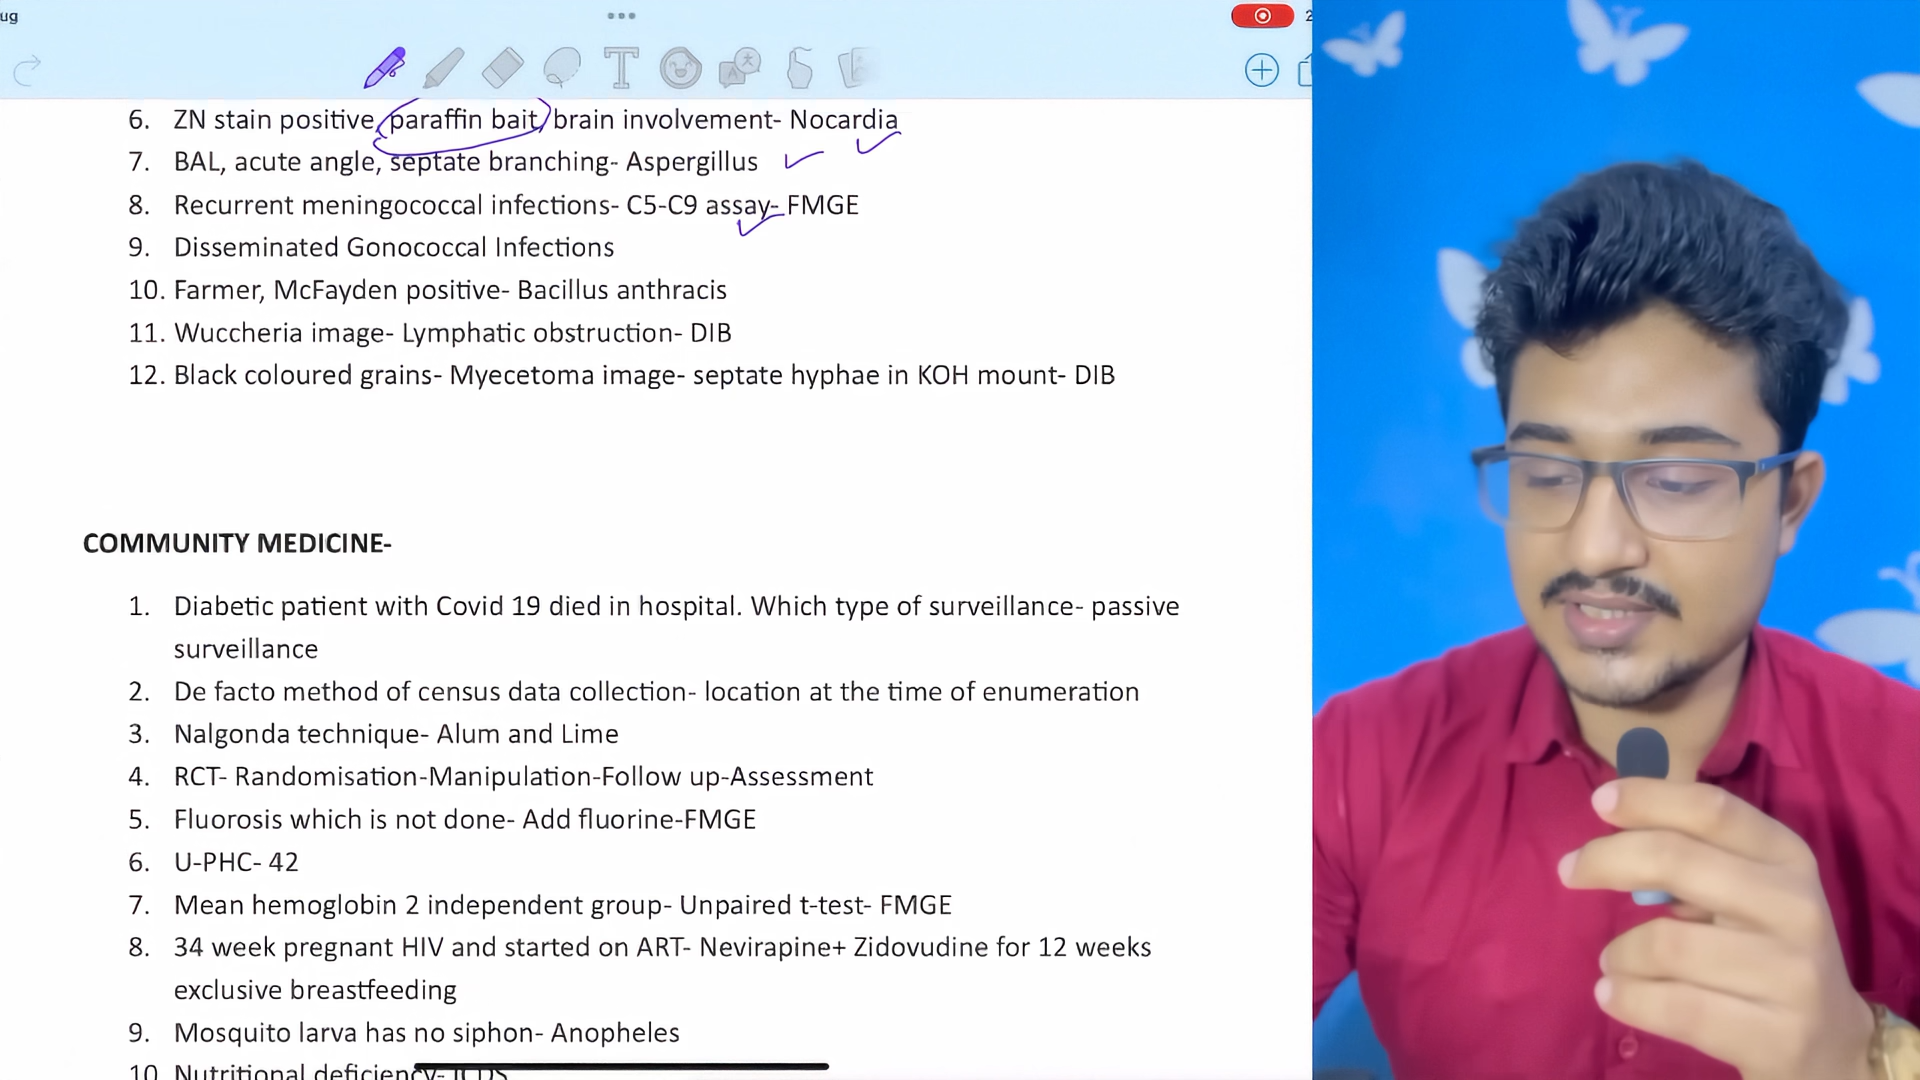 ug
2
6. ZN stain positive, paraffin bait, brain involvement- Nocardia
7. BAL, acute angle, septate branching- Aspergillus
8. Recurrent meningococcal infections- C5-C9 assay- FMGE
9. Disseminated Gonococcal Infections
10. Farmer, McFayden positive- Bacillus anthracis
11. Wuccheria image- Lymphatic obstruction- DIB
12. Black coloured grains- Myecetoma image- septate hyphae in KOH mount- DIB
COMMUNITY MEDICINE-
1. Diabetic patient with Covid 19 died in hospital. Which type of surveillance- passive
surveillance
2. De facto method of census data collection- location at the time of enumeration
3. Nalgonda technique- Alum and Lime
4. RCT- Randomisation-Manipulation-Follow up-Assessment
5. Fluorosis which is not done- Add fluorine-FMGE
6. U-PHC- 42
7. Mean hemoglobin 2 independent group- Unpaired t-test- FMGE
8. 34 week pregnant HIV and started on ART- Nevirapine+ Zidovudine for 12 weeks
exclusive breastfeeding
9. Mosquito larva has no siphon- Anopheles
10. Nutritional deficiency- ICDS